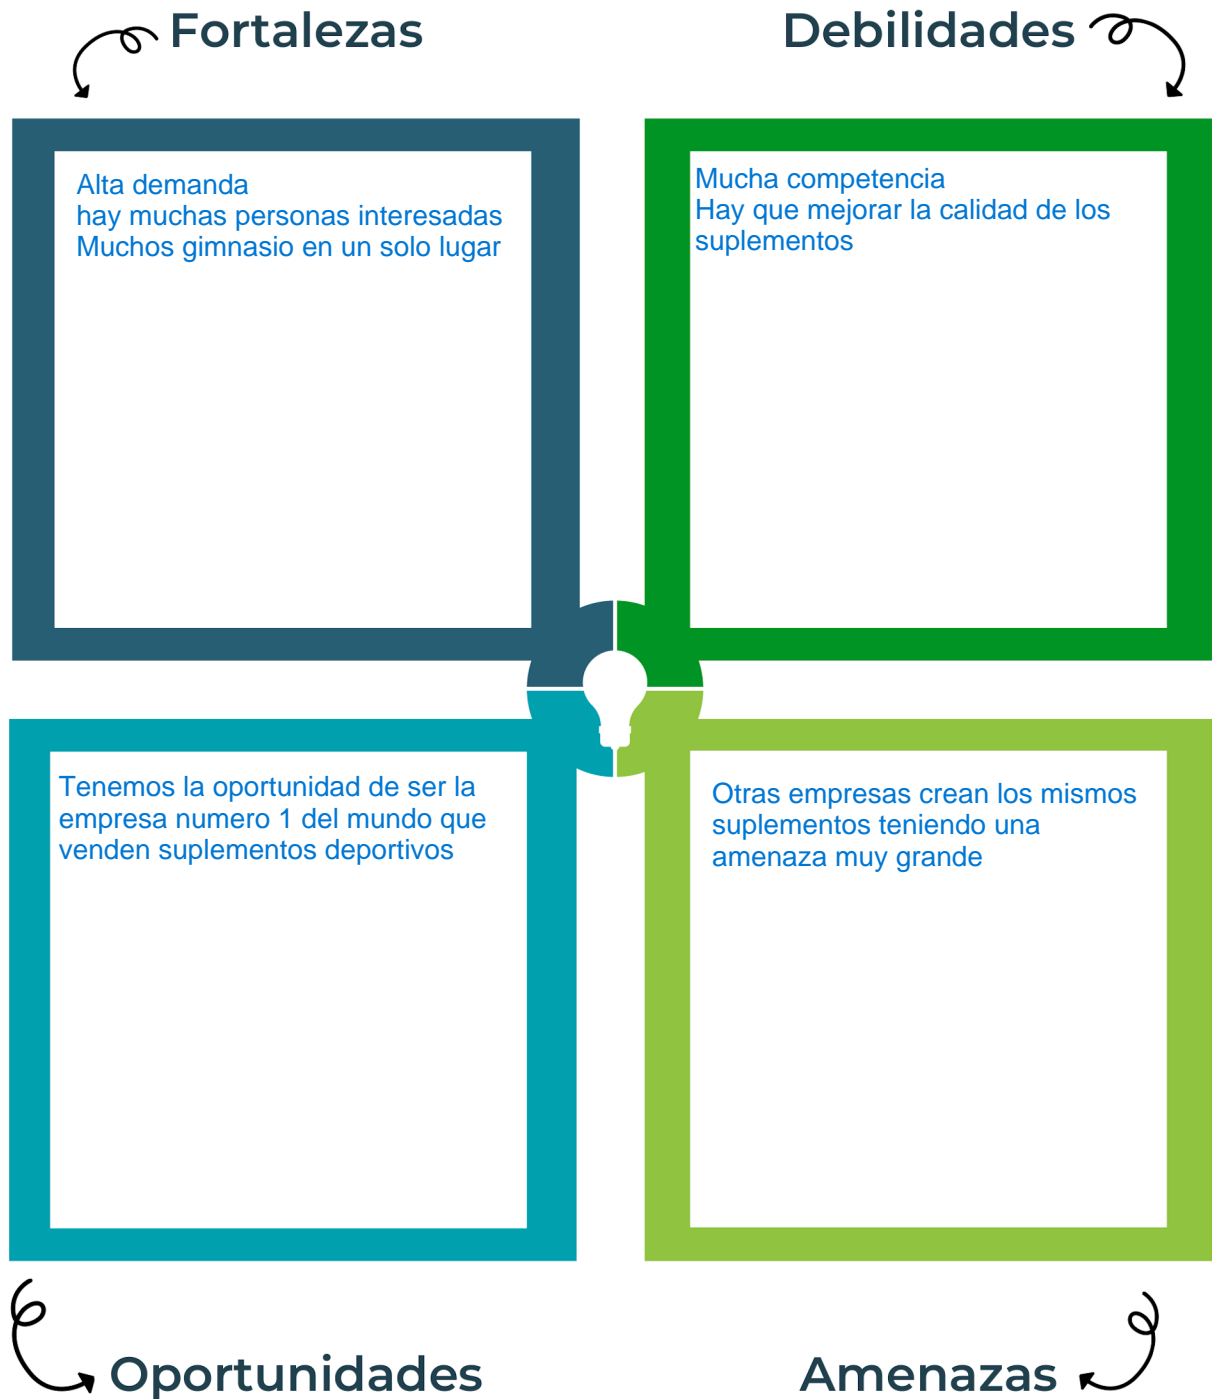 Fortalezas
Debilidades
Alta demanda
hay muchas personas interesadas
Muchos gimnasio en un solo lugar
Mucha competencia
Hay que mejorar la calidad de los
suplementos
Tenemos la oportunidad de ser la
empresa numero 1 del mundo que
venden suplementos deportivos
Otras empresas crean los mismos
suplementos teniendo una
amenaza muy grande
Oportunidades
Amenazas